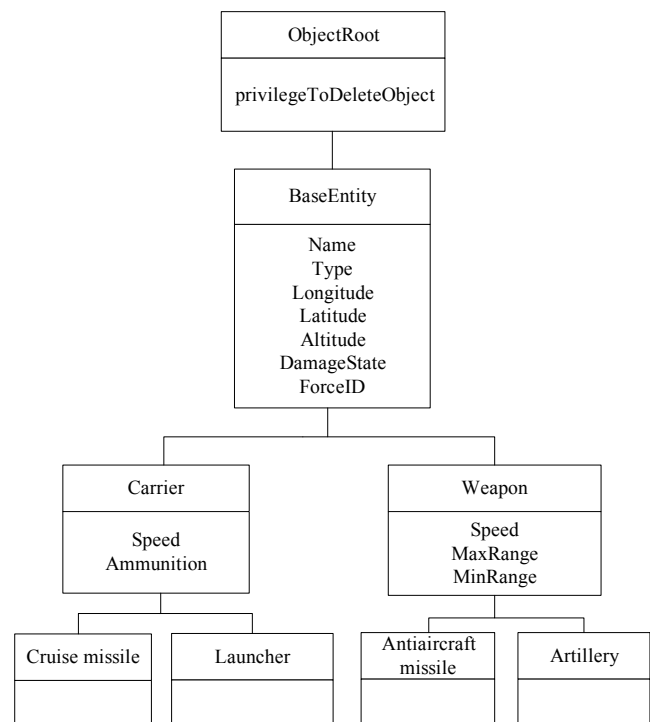 ObjectRoot
privilegeToDeleteObject
BaseEntity
Name
Type
Longitude
Latitude
Altitude
DamageState
ForceID
Carrier
Speed
Ammunition
Weapon
Speed
MaxRange
MinRange
Cruise missile
Launcher
Antiaircraft
missile
Artillery